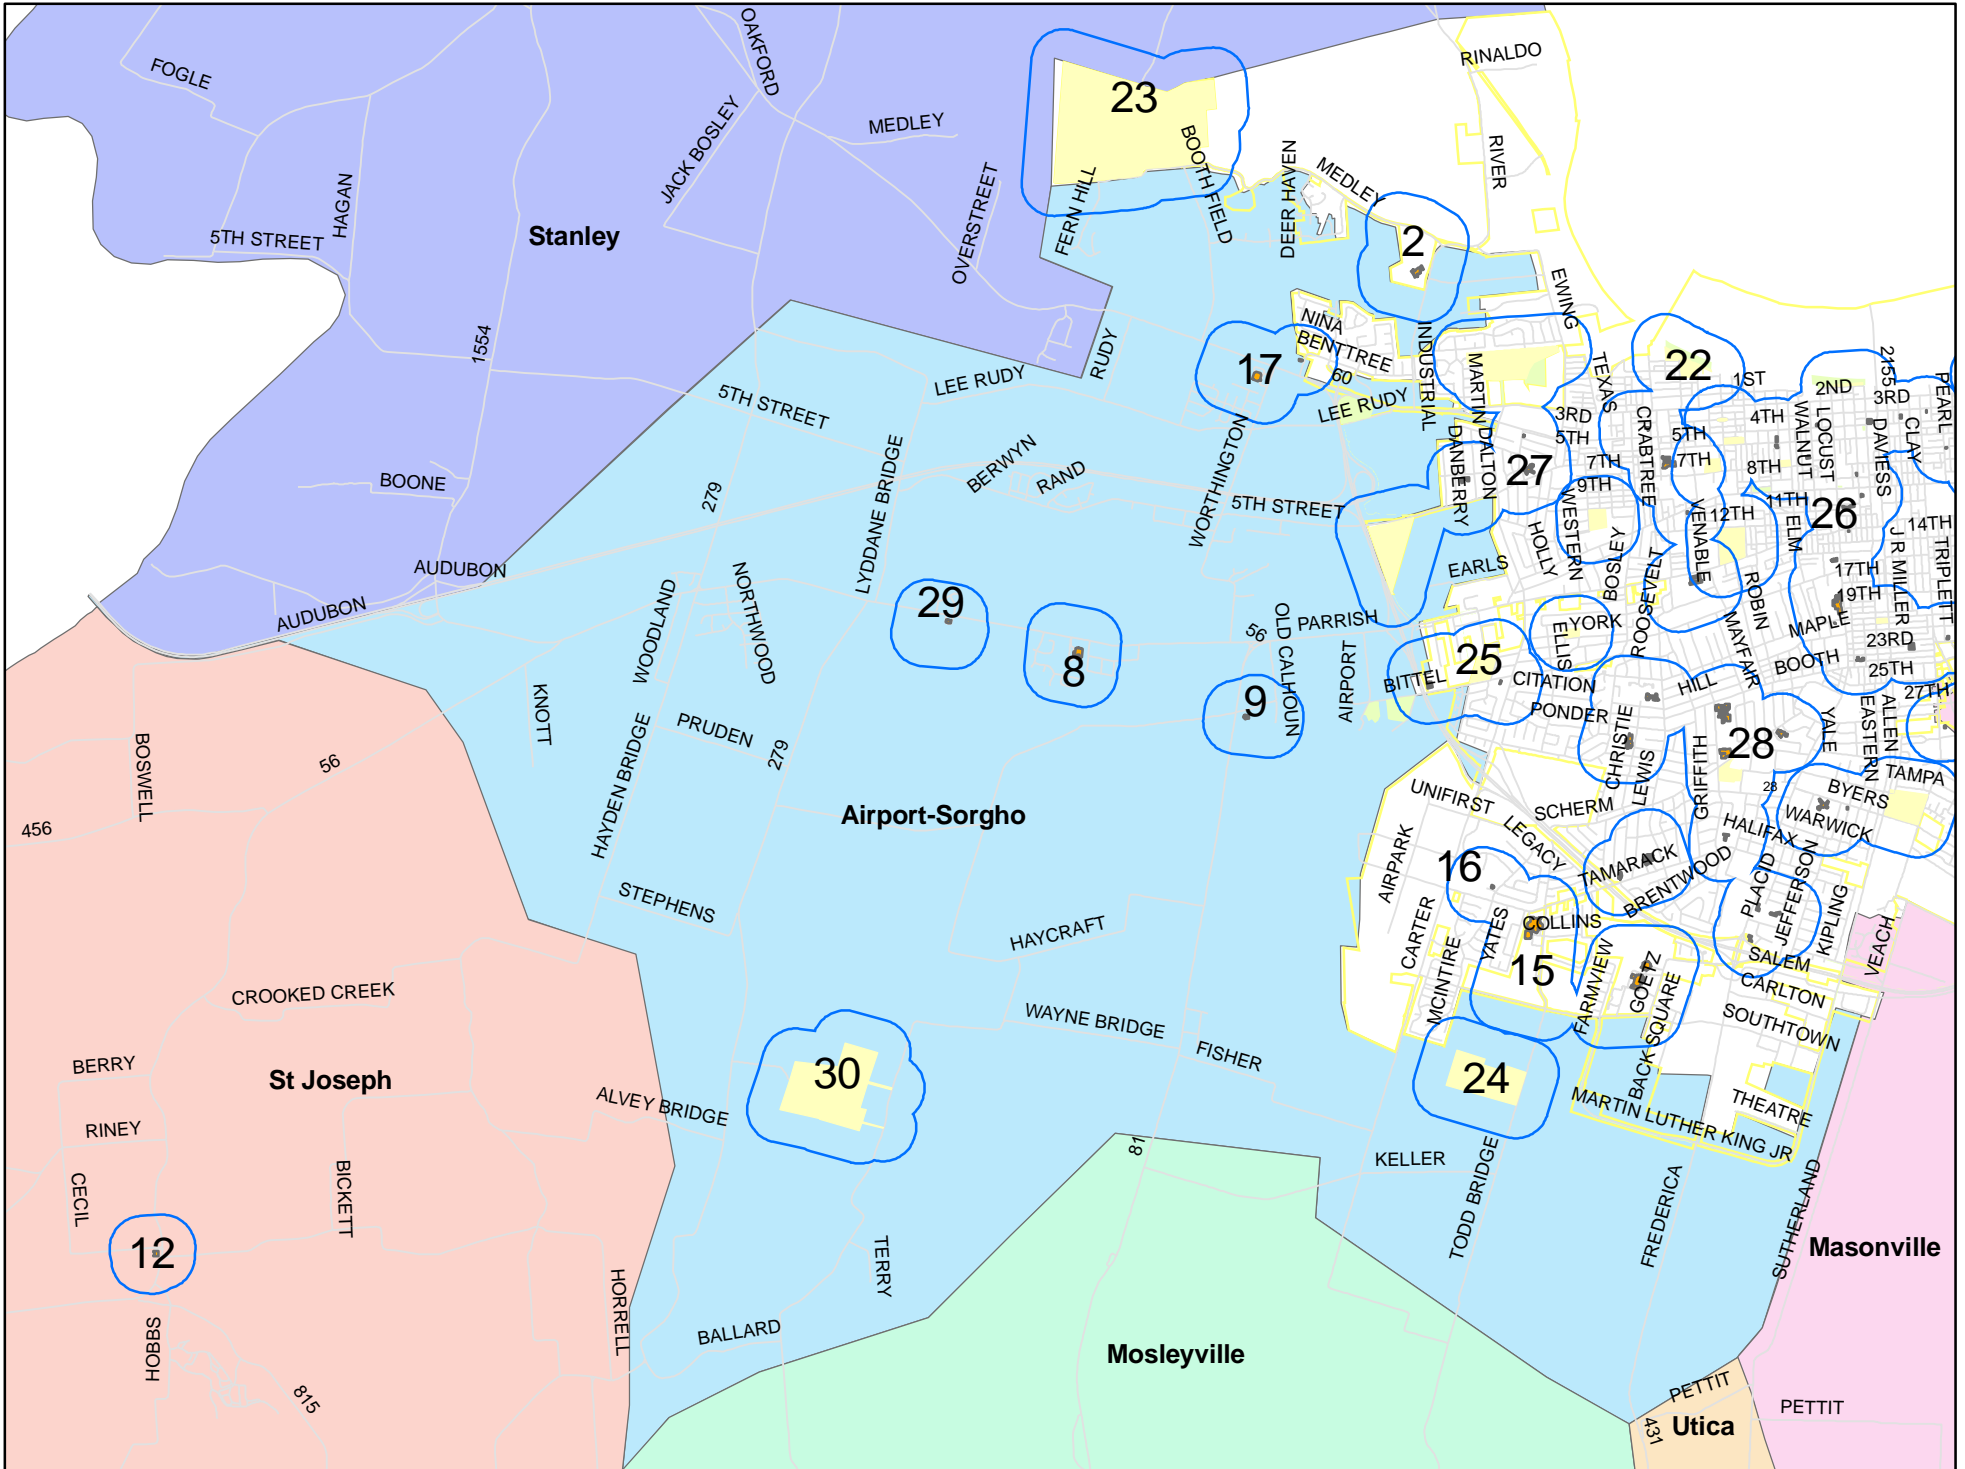 FOGLE
OAKFORD
RINALDO
23
MEDLEY
JACK BOSLEY
BOOTH FIELD
DEER HAVEN
MEDLEY
RIVER
HAGAN
5TH STREET
Stanley
OVERSTREET
FERN HILL
2
EWING
1554
NINA
BENTTREE
INDUSTRIAL
RUDY
17
60
LEE RUDY
LEE RUDY
MARTIN
DALTON
TEXAS
22
1ST
2ND
2155
3RD
PEARL
5TH STREET
3RD
5TH
CRABTREE
5TH
4TH
WALNUT
LOCUST
DAVIESS
CLAY
LYDDANE BRIDGE
BERWYN
RAND
WORTHINGTON
DANBERRY
27
7TH
9TH
7TH
8TH
BOONE
279
5TH STREET
WESTERN
VENABLE
12TH
11TH
ELM
26
14TH
HOLLY
BOSLEY
ROOSEVELT
J R MILLER
TRIPLETT
AUDUBON
AUDUBON
EARLS
17TH
19TH
ROBIN
WOODLAND
NORTHWOOD
29
8
56
OLD CALHOUN
PARRISH
AIRPORT
YORK
ELLIS
MAYFAIR
MAPLE
23RD
BOOTH
25TH
27TH
25
BITTEL
CITATION
HILL
KNOTT
9
PONDER
CHRISTIE
28
YALE
EASTERN
ALLEN
PRUDEN
279
HAYDEN BRIDGE
BOSWELL
56
LEWIS
GRIFFITH
28
TAMPA
BYERS
456
Airport-Sorgho
UNIFIRST
SCHERM
LEGACY
HALIFAX
WARWICK
AIRPARK
16
TAMARACK
BRENTWOOD
PLACID
JEFFERSON
KIPLING
STEPHENS
HAYCRAFT
CARTER
YATES
COLLINS
MCINTIRE
15
FARMVIEW
GOETZ
BACK SQUARE
SALEM
VEACH
CARLTON
CROOKED CREEK
WAYNE BRIDGE
SOUTHTOWN
FISHER
BERRY
St Joseph
30
24
ALVEY BRIDGE
MARTIN LUTHER KING JR
THEATRE
RINEY
81
KELLER
CECIL
BICKETT
TODD BRIDGE
FREDERICA
SUTHERLAND
12
TERRY
Masonville
HORRELL
HOBBS
BALLARD
Mosleyville
815
PETTIT
PETTIT
431
Utica